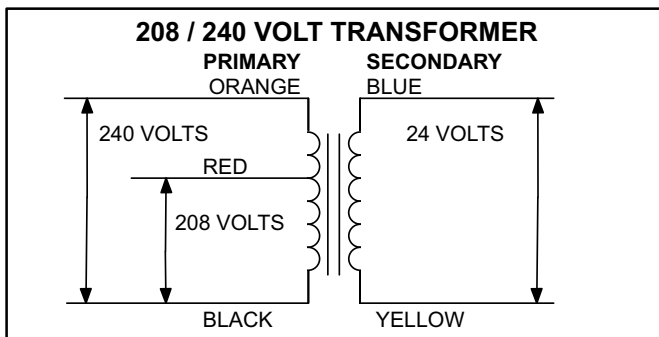 208 / 240 VOLT TRANSFORMER
PRIMARY SECONDARY
ORANGE BLUE
240 VOLTS 24 VOLTS
RED
208 VOLTS
BLACK YELLOW